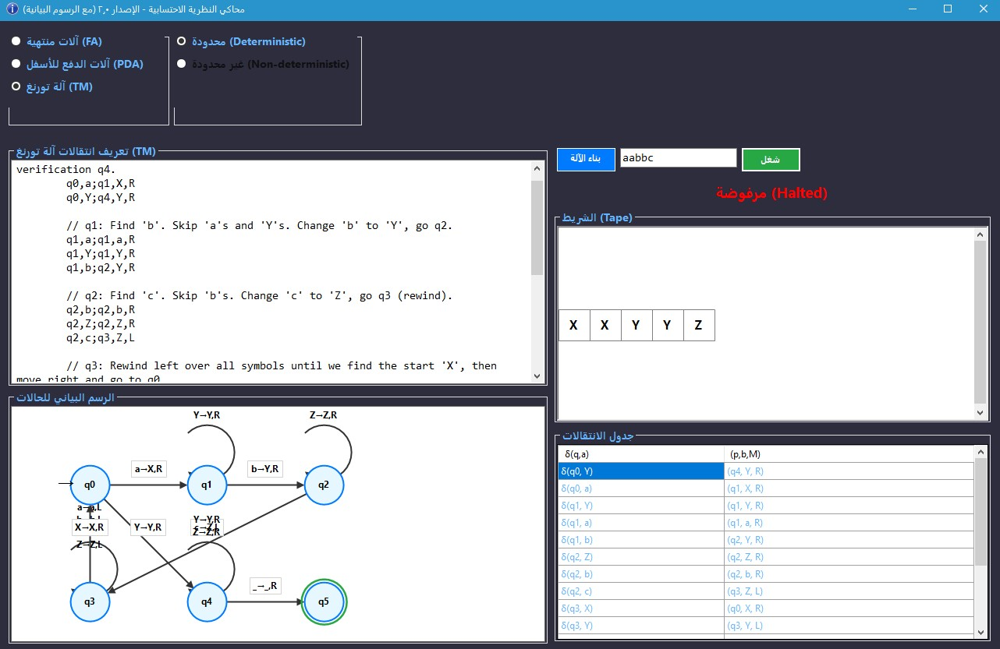 محاكي النظرية الاحتسابية - الإصدار ٢,٠ (مع الرسوم البيانية)
آلات منتهية (FA)
آلات الدفع للأسفل (PDA)
آلة تورنغ (TM)
محدودة (Deterministic)
غير محدودة (Non-deterministic)
تعريف انتقالات آلة تورنغ (TM)
verification q4.
q0,a;q1,X,R
q0,Y;q4,Y,R
// q1: Find 'b'. Skip 'a's and 'Y's. Change 'b' to 'Y', go q2.
q1,a;q1,a,R
q1,Y;q1,Y,R
q1,b;q2,Y,R
// q2: Find 'c'. Skip 'b's. Change 'c' to 'Z', go q3 (rewind).
q2,b;q2,b,R
q2,Z;q2,Z,R
q2,c;q3,Z,L
// q3: Rewind left over all symbols until we find the start 'X', then
move right and go to q0
بناء الآلة
aabbc
شغل
مرفوضة (Halted)
الشريط (Tape)
X X Y Y Z
الرسم البياني للحالات
Y→Y,R
Z→Z,R
a→X,R
b→Y,R
q0
q1
q2
a→a,L
X→X,R
Z→Z,L
Y→Y,R
Y→Y,R
Z→Z,R
_→_,R
q3
q4
q5
جدول الانتقالات
δ(q,a) (p,b,M)
δ(q0, Y) (q4, Y, R)
δ(q0, a) (q1, X, R)
δ(q1, Y) (q1, Y, R)
δ(q1, a) (q1, a, R)
δ(q1, b) (q2, Y, R)
δ(q2, Z) (q2, Z, R)
δ(q2, b) (q2, b, R)
δ(q2, c) (q3, Z, L)
δ(q3, X) (q0, X, R)
δ(q3, Y) (q3, Y, L)